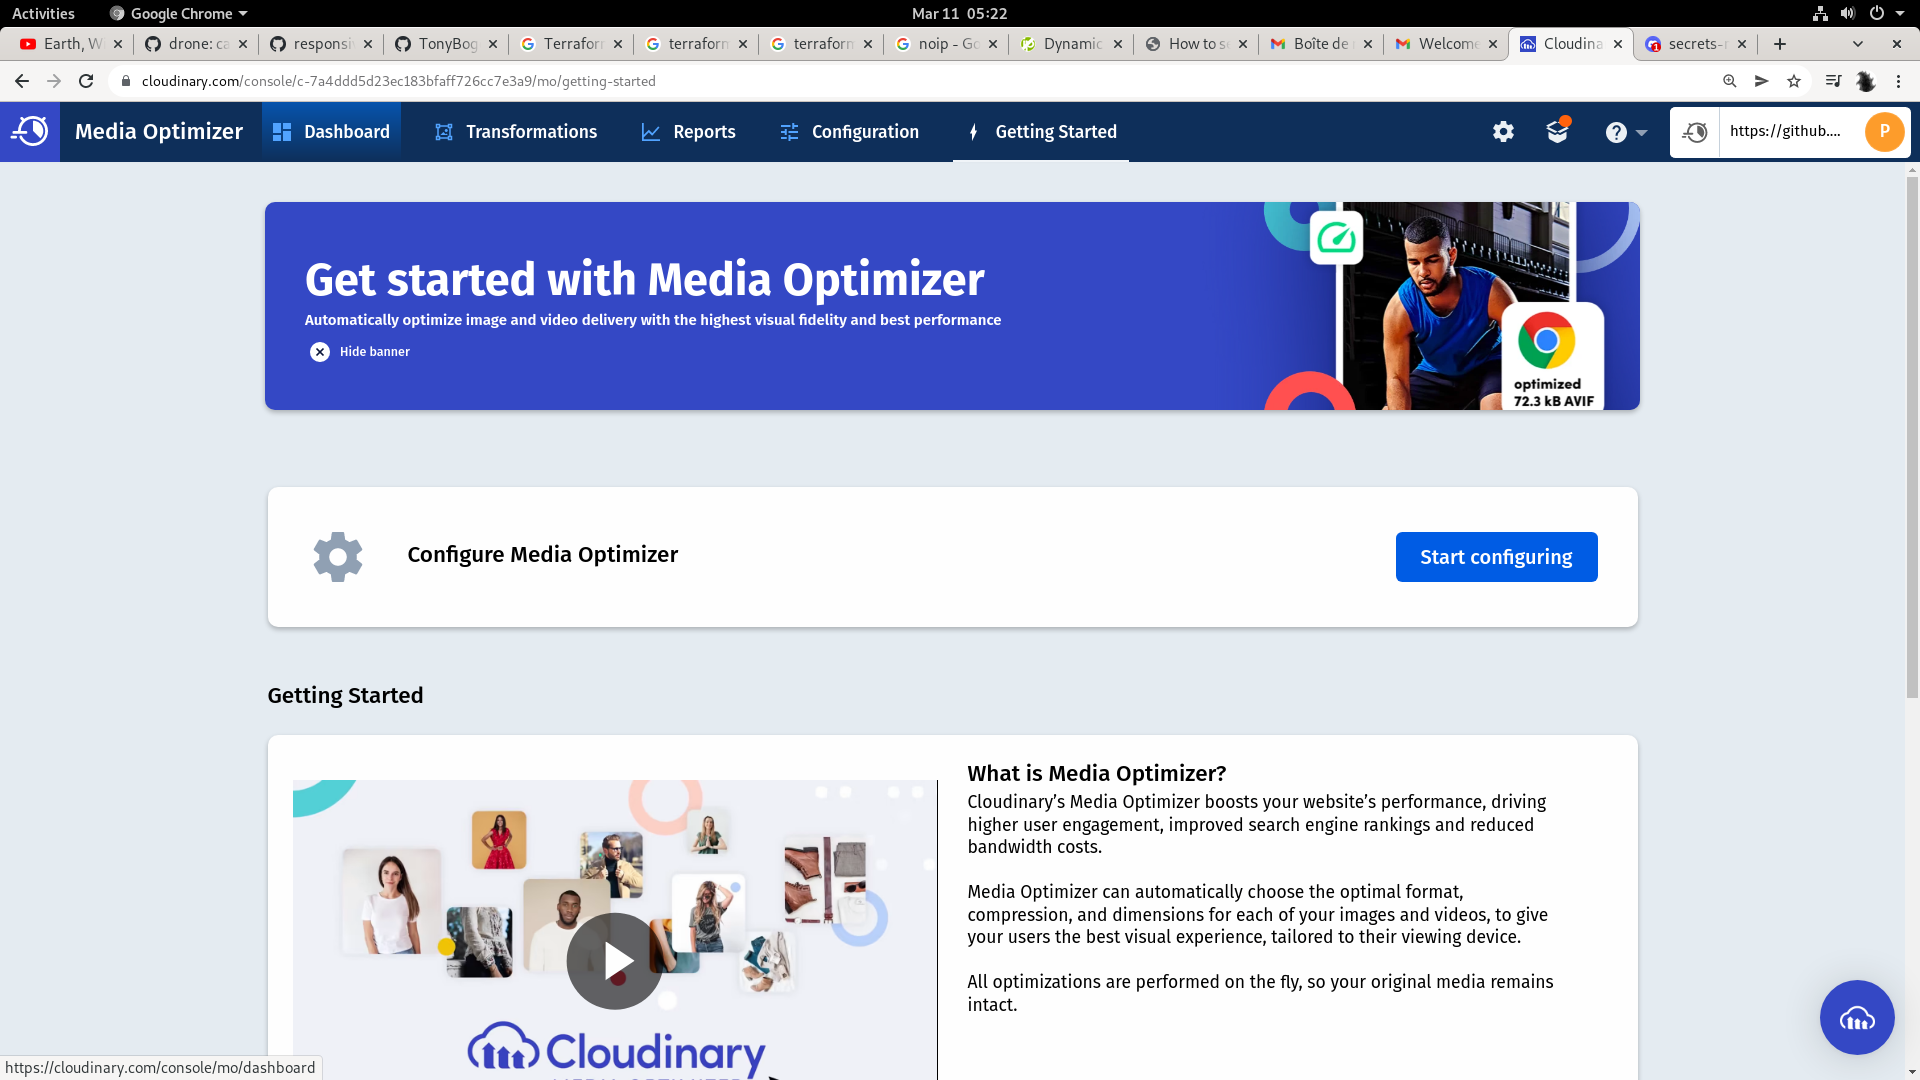 Activities
Google Chrome
Mar 11 05:22
Earth, W
drone: ca
responsiv
TonyBog
Terraform
terraform
terraform
noip - Go
Dynamic
How to se
Boîte de
Welcome
Cloudina
secrets-
cloudinary.com/console/c-7a4ddd5d23ec183bfaff726cc7e3a9/mo/getting-started
Media Optimizer
Dashboard
Transformations
Reports
Configuration
Getting Started
https://github....
P
Get started with Media Optimizer
Automatically optimize image and video delivery with the highest visual fidelity and best performance
Hide banner
optimized
72.3 kB AVIF
Configure Media Optimizer
Start configuring
Getting Started
What is Media Optimizer?
Cloudinary’s Media Optimizer boosts your website’s performance, driving
higher user engagement, improved search engine rankings and reduced
bandwidth costs.
Media Optimizer can automatically choose the optimal format,
compression, and dimensions for each of your images and videos, to give
your users the best visual experience, tailored to their viewing device.
All optimizations are performed on the fly, so your original media remains
intact.
Cloudinary
https://cloudinary.com/console/mo/dashboard